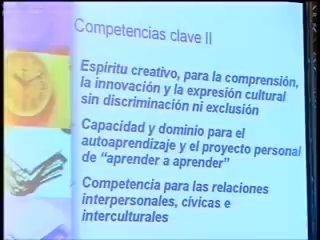 Competencias clave II
Espíritu creativo, para la comprensión,
la innovación y la expresión cultural
sin discriminación ni exclusión
Capacidad y dominio para el
autoaprendizaje y el proyecto personal
de “aprender a aprender”
Competencia para las relaciones
interpersonales, cívicas e
interculturales